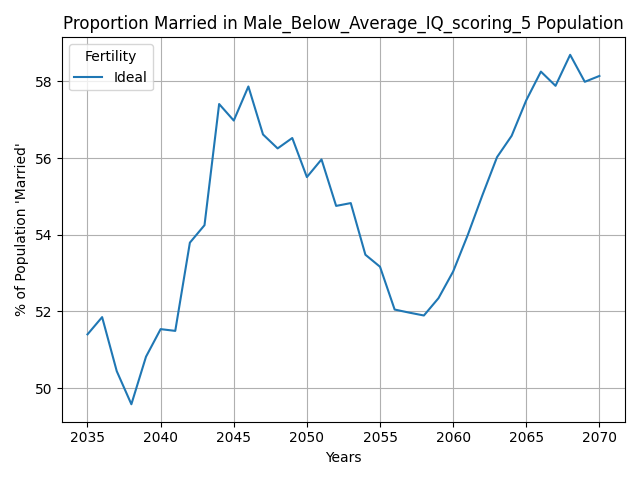 Proportion Married in Male_Below_Average_IQ_scoring_5 Population
Fertility
Ideal
% of Population 'Married'
58
56
54
52
50
2035 2040 2045 2050 2055 2060 2065 2070
Years